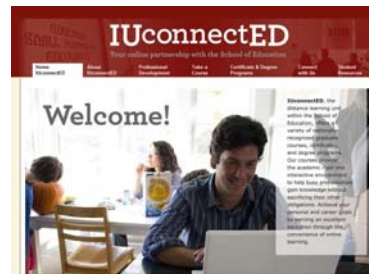 IUconnectED
Your online partnership with the School of Education
Home
IUconnectED
About
IUconnectED
Professional
Development
Take a
Course
Certificate & Degree
Programs
Connect
with Us
Student
Resources
Welcome!
IUconnectED, the
distance learning unit
within the School of
Education, offers a
variety of nationally
recognized graduate
courses, certificates,
and degree programs.
Our courses provide
the academic
interactive environment
to help busy professionals
gain knowledge without
sacrificing their other
obligations. Achieve your
personal and career goals
by earning an excellent
education through the
convenience of online
learning.